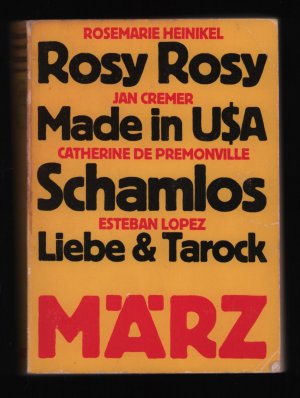 ROSEMARIE HEINIKEL
Rosy Rosy
JAN CREMER
Made in U$A
CATHERINE DE PREMONVILLE
Schamlos
ESTEBAN LOPEZ
Liebe & Tarock
MÄRZ